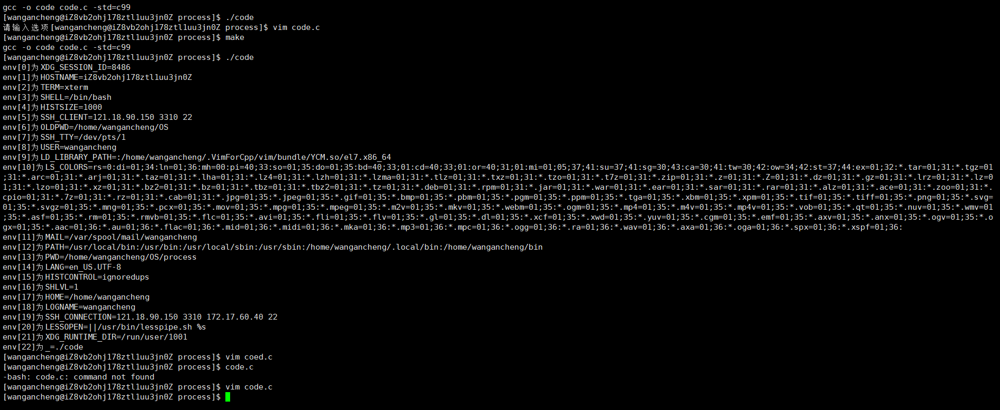 gcc -o code code.c -std=c99
[wangancheng@iZ8vb2ohj178ztl1uu3jn0Z process]$ ./code
请输入选项[wangancheng@iZ8vb2ohj178ztl1uu3jn0Z process]$ vim code.c
[wangancheng@iZ8vb2ohj178ztl1uu3jn0Z process]$ make
gcc -o code code.c -std=c99
[wangancheng@iZ8vb2ohj178ztl1uu3jn0Z process]$ ./code
env[0]为XDG_SESSION_ID=8486
env[1]为HOSTNAME=iZ8vb2ohj178ztl1uu3jn0Z
env[2]为TERM=xterm
env[3]为SHELL=/bin/bash
env[4]为HISTSIZE=1000
env[5]为SSH_CLIENT=121.18.90.150 3310 22
env[6]为OLDPWD=/home/wangancheng/OS
env[7]为SSH_TTY=/dev/pts/1
env[8]为USER=wangancheng
env[9]为LD_LIBRARY_PATH=:/home/wangancheng/.VimForCpp/vim/bundle/YCM.so/el7.x86_64
env[10]为LS_COLORS=rs=0:di=01;34:ln=01;36:mh=00:pi=40;33:so=01;35:do=01;35:bd=40;33;01:cd=40;33;01:or=40;31;01:mi=01;05;37;41:su=37;41:sg=30;43:ca=30;41:tw=30;42:ow=34;42:st=37;44:ex=01;32:*.tar=01;31:*.tgz=01
;31:*.arc=01;31:*.arj=01;31:*.taz=01;31:*.lha=01;31:*.lz4=01;31:*.lzh=01;31:*.lzma=01;31:*.tlz=01;31:*.txz=01;31:*.tzo=01;31:*.t7z=01;31:*.zip=01;31:*.z=01;31:*.Z=01;31:*.dz=01;31:*.gz=01;31:*.lrz=01;31:*.lz=0
1;31:*.lzo=01;31:*.xz=01;31:*.bz2=01;31:*.bz=01;31:*.tbz=01;31:*.tbz2=01;31:*.tz=01;31:*.deb=01;31:*.rpm=01;31:*.jar=01;31:*.war=01;31:*.ear=01;31:*.sar=01;31:*.rar=01;31:*.alz=01;31:*.ace=01;31:*.zoo=01;31:*.
cpio=01;31:*.7z=01;31:*.rz=01;31:*.cab=01;31:*.jpg=01;35:*.jpeg=01;35:*.gif=01;35:*.bmp=01;35:*.pbm=01;35:*.pgm=01;35:*.ppm=01;35:*.tga=01;35:*.xbm=01;35:*.xpm=01;35:*.tif=01;35:*.tiff=01;35:*.png=01;35:*.svg=
01;35:*.svgz=01;35:*.mng=01;35:*.pcx=01;35:*.mov=01;35:*.mpg=01;35:*.mpeg=01;35:*.m2v=01;35:*.mkv=01;35:*.webm=01;35:*.ogm=01;35:*.mp4=01;35:*.m4v=01;35:*.mp4v=01;35:*.vob=01;35:*.qt=01;35:*.nuv=01;35:*.wmv=01
;35:*.asf=01;35:*.rm=01;35:*.rmvb=01;35:*.flc=01;35:*.avi=01;35:*.fli=01;35:*.flv=01;35:*.gl=01;35:*.dl=01;35:*.xcf=01;35:*.xwd=01;35:*.yuv=01;35:*.cgm=01;35:*.emf=01;35:*.axv=01;35:*.anx=01;35:*.ogv=01;35:*.o
gx=01;35:*.aac=01;36:*.au=01;36:*.flac=01;36:*.mid=01;36:*.midi=01;36:*.mka=01;36:*.mp3=01;36:*.mpc=01;36:*.ogg=01;36:*.ra=01;36:*.wav=01;36:*.axa=01;36:*.oga=01;36:*.spx=01;36:*.xspf=01;36:
env[11]为MAIL=/var/spool/mail/wangancheng
env[12]为PATH=/usr/local/bin:/usr/bin:/usr/local/sbin:/usr/sbin:/home/wangancheng/.local/bin:/home/wangancheng/bin
env[13]为PWD=/home/wangancheng/OS/process
env[14]为LANG=en_US.UTF-8
env[15]为HISTCONTROL=ignoredups
env[16]为SHLVL=1
env[17]为HOME=/home/wangancheng
env[18]为LOGNAME=wangancheng
env[19]为SSH_CONNECTION=121.18.90.150 3310 172.17.60.40 22
env[20]为LESSOPEN=||/usr/bin/lesspipe.sh %s
env[21]为XDG_RUNTIME_DIR=/run/user/1001
env[22]为_=./code
[wangancheng@iZ8vb2ohj178ztl1uu3jn0Z process]$ vim coed.c
[wangancheng@iZ8vb2ohj178ztl1uu3jn0Z process]$ code.c
-bash: code.c: command not found
[wangancheng@iZ8vb2ohj178ztl1uu3jn0Z process]$ vim code.c
[wangancheng@iZ8vb2ohj178ztl1uu3jn0Z process]$